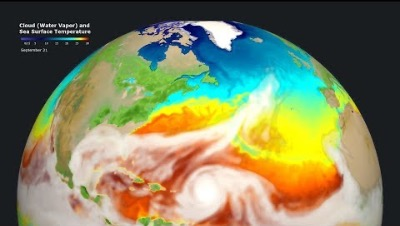 Cloud (Water Vapor) and
Sea Surface Temperature
September 21